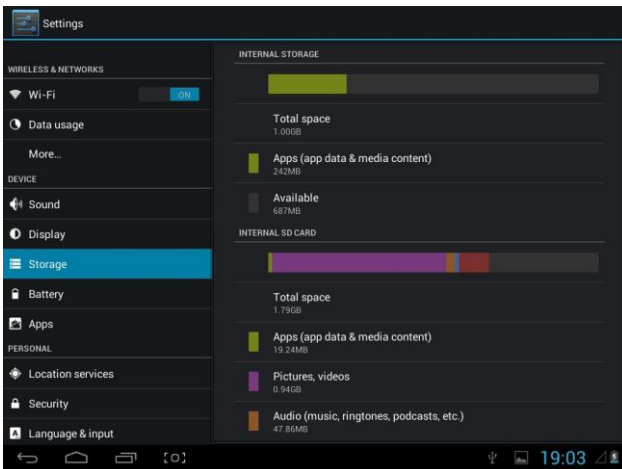 Settings
WIRELESS & NETWORKS
Wi-Fi
ON
Data usage
More...
DEVICE
Sound
Display
Storage
Battery
Apps
PERSONAL
Location services
Security
A Language & input
INTERNAL STORAGE
Total space
1.00GB
Apps (app data & media content)
242MB
Available
687MB
INTERNAL SD CARD
Total space
1.79GB
Apps (app data & media content)
19.24MB
Pictures, videos
0.94GB
Audio (music, ringtones, podcasts, etc.)
47.86MB
19:03